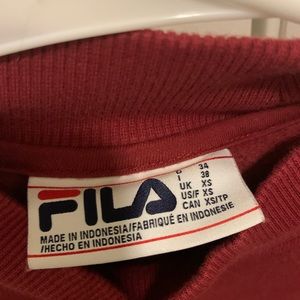 FILA
D 34
I 38
UK XS
US/F XS
CAN XS/TP
MADE IN INDONESIA/FABRIQUÉ EN INDONESIE
/HECHO EN INDONESIA